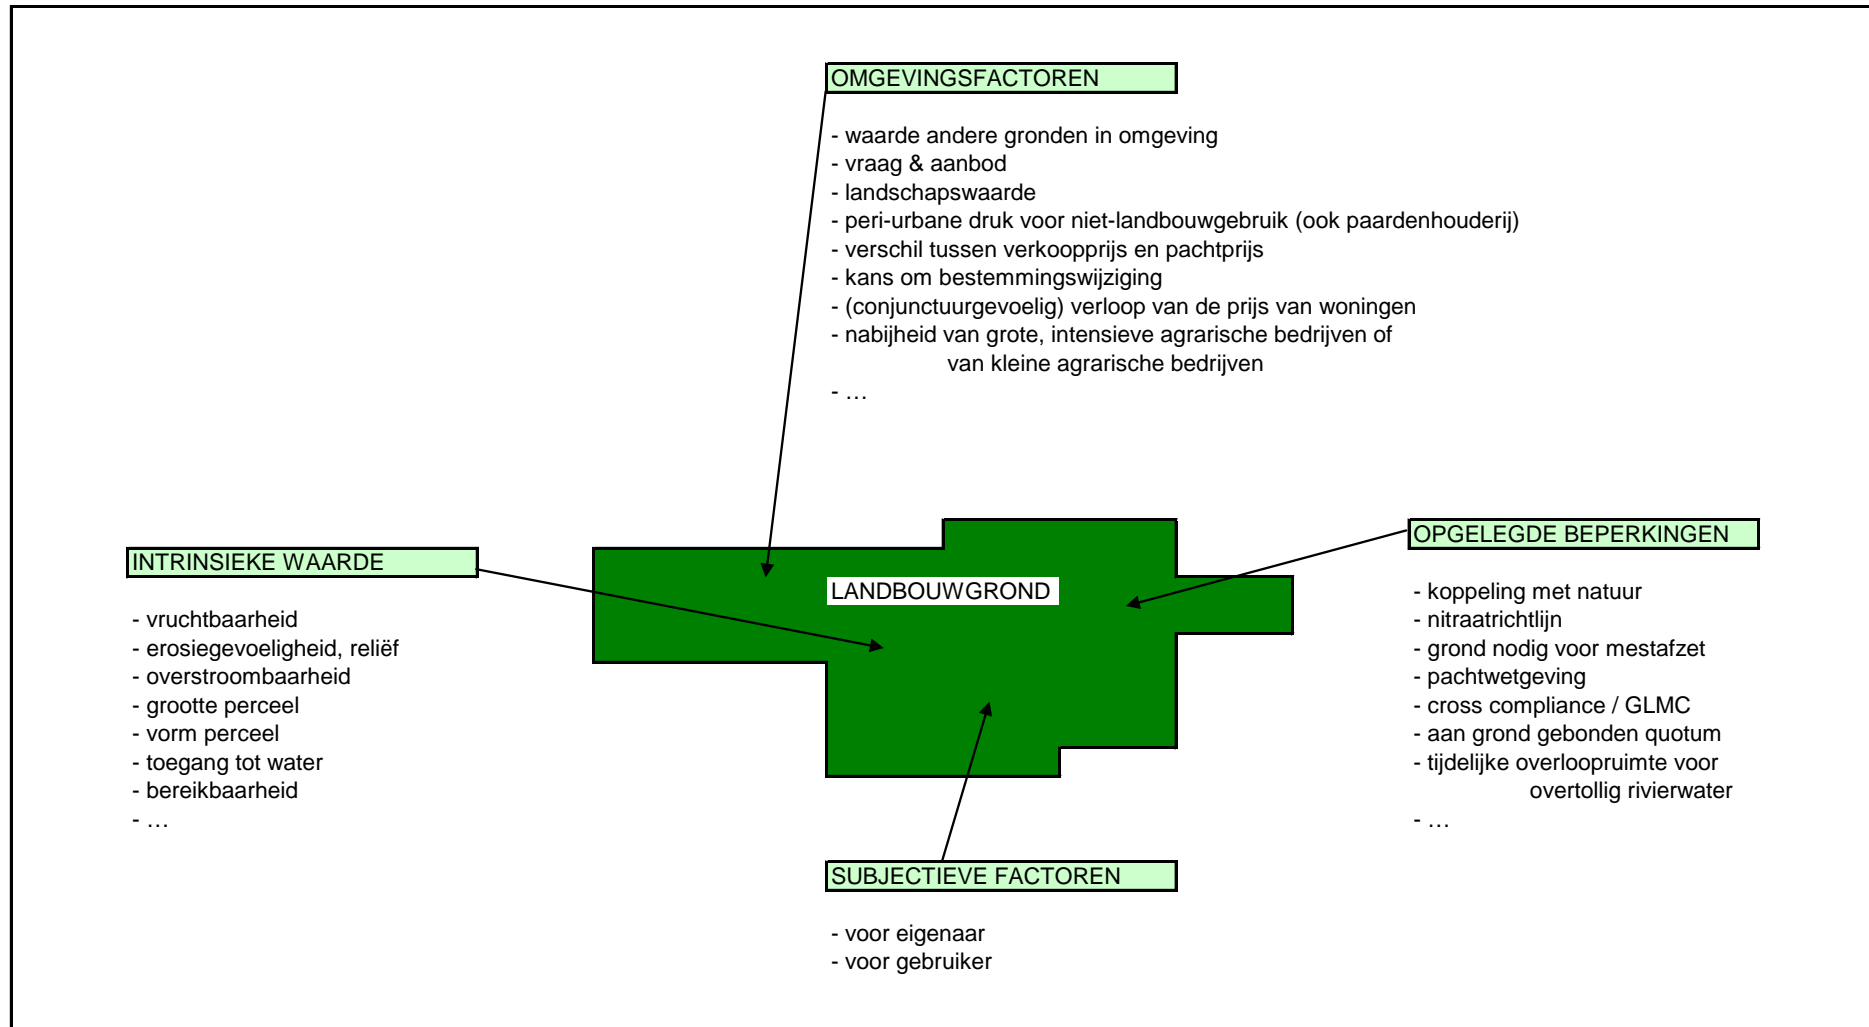 OMGEVINGSFACTOREN
- waarde andere gronden in omgeving
- vraag & aanbod
- landschapswaarde
- peri-urbane druk voor niet-landbouwgebruik (ook paardenhouderij)
- verschil tussen verkoopprijs en pachtprijs
- kans om bestemmingswijziging
- (conjunctuurgevoelig) verloop van de prijs van woningen
- nabijheid van grote, intensieve agrarische bedrijven of
van kleine agrarische bedrijven
- …
INTRINSIEKE WAARDE
- vruchtbaarheid
- erosiegevoeligheid, reliëf
- overstroombaarheid
- grootte perceel
- vorm perceel
- toegang tot water
- bereikbaarheid
- …
LANDBOUWGROND
OPGELEGDE BEPERKINGEN
- koppeling met natuur
- nitraatrichtlijn
- grond nodig voor mestafzet
- pachtwetgeving
- cross compliance / GLMC
- aan grond gebonden quotum
- tijdelijke overloopruimte voor
overtollig rivierwater
- …
SUBJECTIEVE FACTOREN
- voor eigenaar
- voor gebruiker